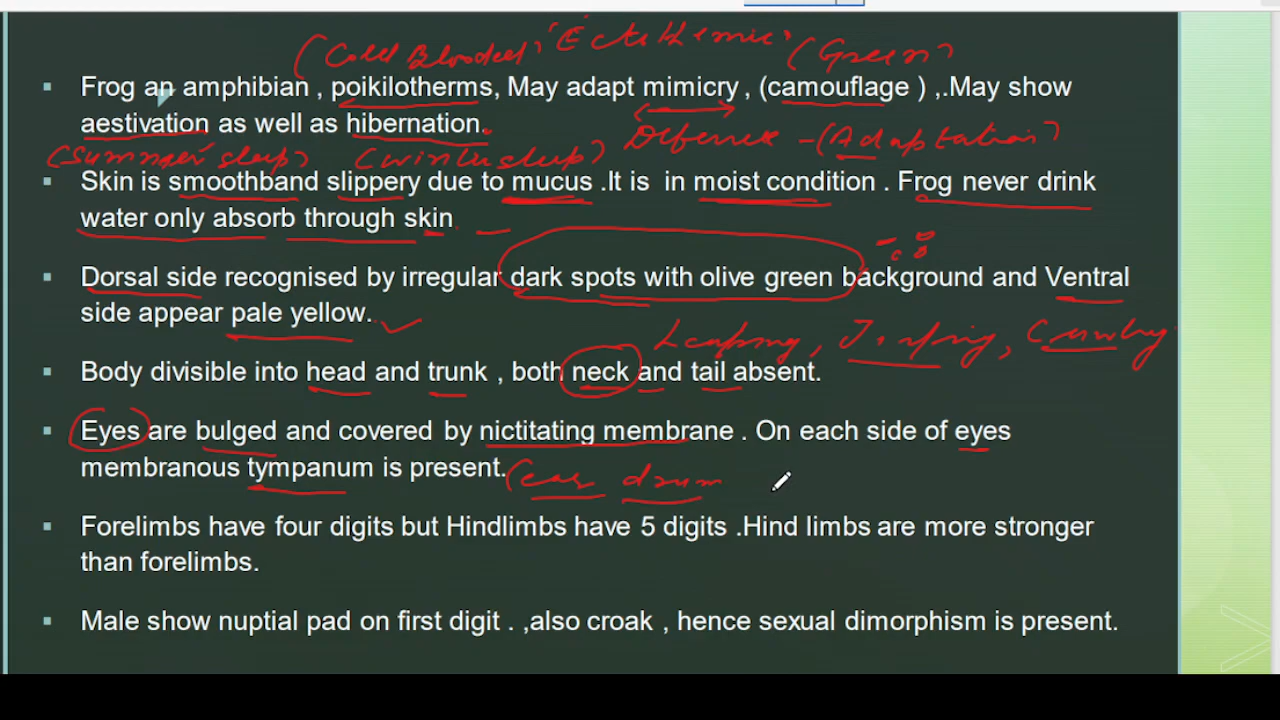 (Cold Blooded) Ectothermic (Green)
▪ Frog an amphibian , poikilotherms, May adapt mimicry , (camouflage ) ,.May show
aestivation as well as hibernation.
Defence - (Adaptation)
(Summer sleep) (winter sleep)
▪ Skin is smoothband slippery due to mucus .It is in moist condition . Frog never drink
water only absorb through skin
▪ Dorsal side recognised by irregular dark spots with olive green background and Ventral
side appear pale yellow.
Leaping, Jumping, Crawling
▪ Body divisible into head and trunk , both neck and tail absent.
▪ Eyes are bulged and covered by nictitating membrane . On each side of eyes
membranous tympanum is present.
(ear drum
▪ Forelimbs have four digits but Hindlimbs have 5 digits .Hind limbs are more stronger
than forelimbs.
▪ Male show nuptial pad on first digit . ,also croak , hence sexual dimorphism is present.